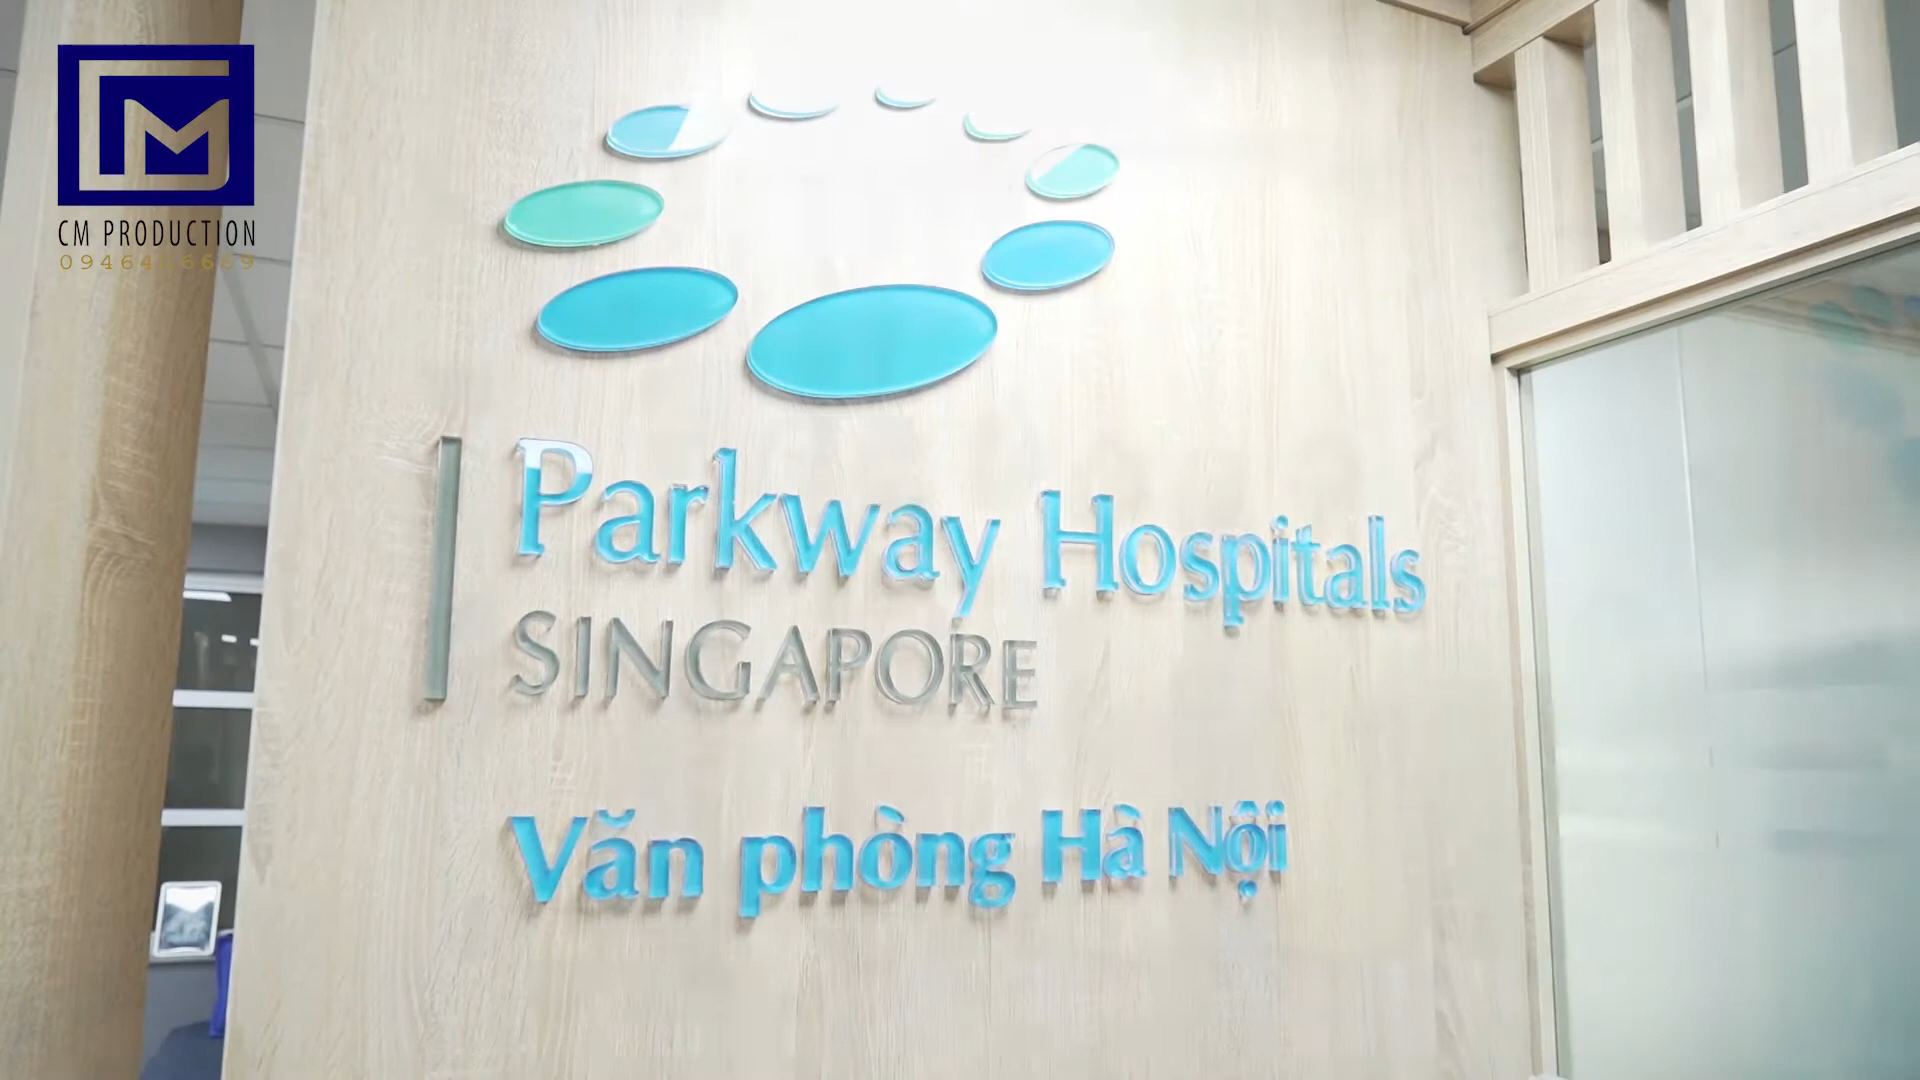 CM PRODUCTION
Parkway Hospitals
SINGAPORE
Văn phòng Hà Nội